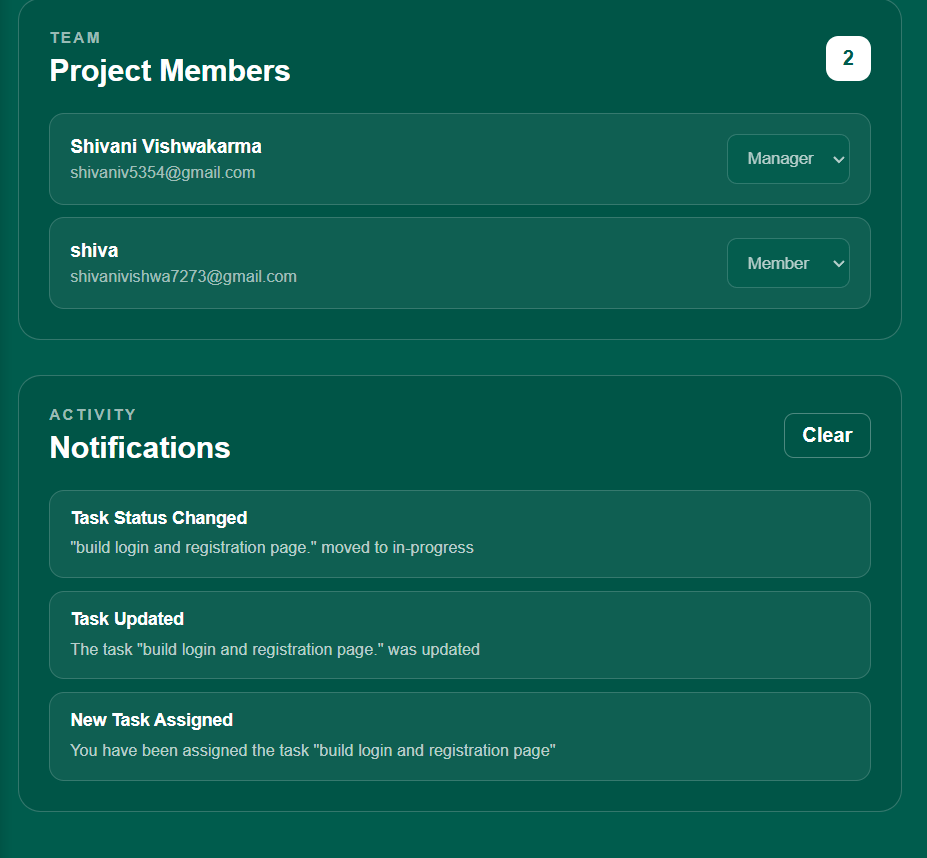 TEAM
Project Members
2
Shivani Vishwakarma
shivaniv5354@gmail.com
Manager
shiva
shivanivishwa7273@gmail.com
Member
ACTIVITY
Notifications
Clear
Task Status Changed
"build login and registration page." moved to in-progress
Task Updated
The task "build login and registration page." was updated
New Task Assigned
You have been assigned the task "build login and registration page"